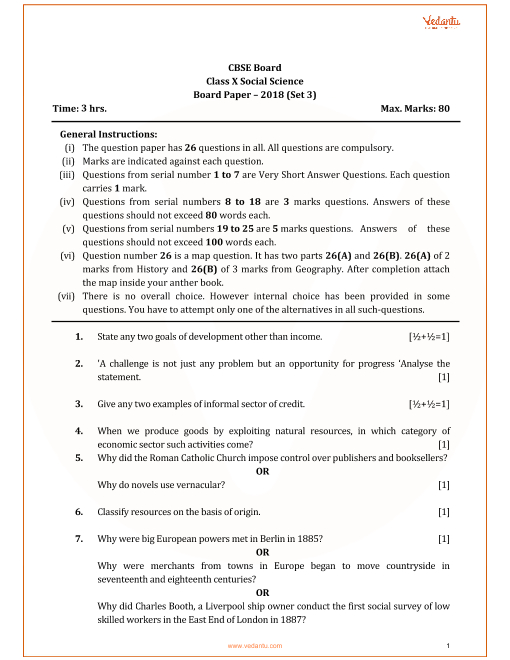 Vedantu
CBSE Board
Class X Social Science
Board Paper – 2018 (Set 3)
Time: 3 hrs. Max. Marks: 80
General Instructions:
(i) The question paper has 26 questions in all. All questions are compulsory.
(ii) Marks are indicated against each question.
(iii) Questions from serial number 1 to 7 are Very Short Answer Questions. Each question
carries 1 mark.
(iv) Questions from serial numbers 8 to 18 are 3 marks questions. Answers of these
questions should not exceed 80 words each.
(v) Questions from serial numbers 19 to 25 are 5 marks questions. Answers of these
questions should not exceed 100 words each.
(vi) Question number 26 is a map question. It has two parts 26(A) and 26(B). 26(A) of 2
marks from History and 26(B) of 3 marks from Geography. After completion attach
the map inside your anther book.
(vii) There is no overall choice. However internal choice has been provided in some
questions. You have to attempt only one of the alternatives in all such-questions.
1. State any two goals of development other than income. [½+½=1]
2. 'A challenge is not just any problem but an opportunity for progress 'Analyse the
statement. [1]
3. Give any two examples of informal sector of credit. [½+½=1]
4. When we produce goods by exploiting natural resources, in which category of
economic sector such activities come? [1]
5. Why did the Roman Catholic Church impose control over publishers and booksellers?
OR
Why do novels use vernacular? [1]
6. Classify resources on the basis of origin. [1]
7. Why were big European powers met in Berlin in 1885? [1]
OR
Why were merchants from towns in Europe began to move countryside in
seventeenth and eighteenth centuries?
OR
Why did Charles Booth, a Liverpool ship owner conduct the first social survey of low
skilled workers in the East End of London in 1887?
www.vedantu.com 1